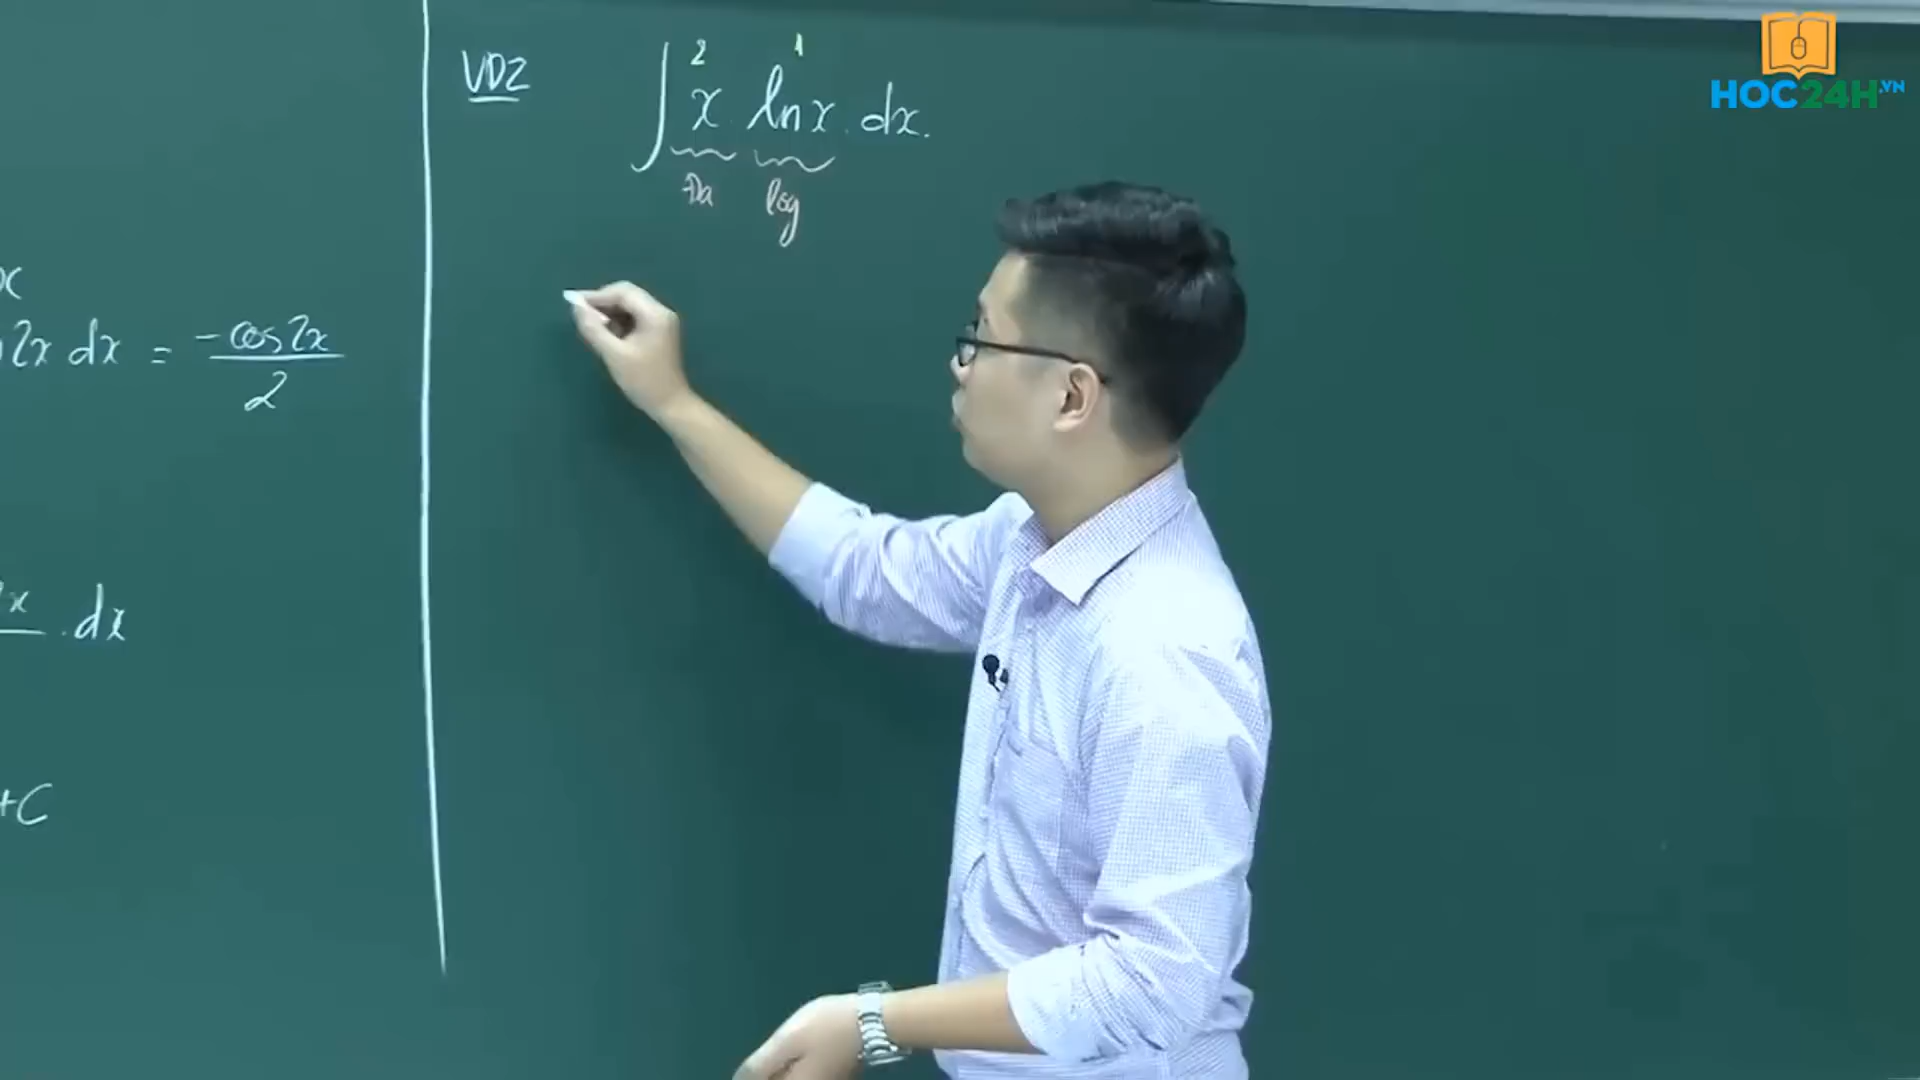 HOC24H.VN
VD2 ∫ x ln x . dx.
2 1
Đa log
x
2x dx = -cos2x / 2
x . dx
+C